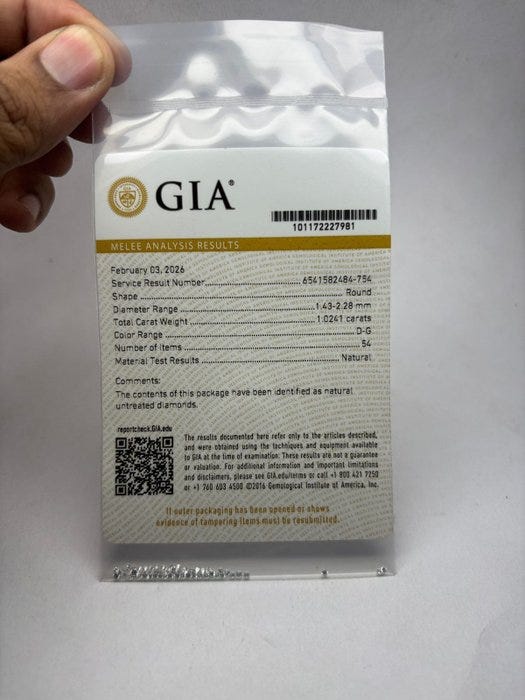 GIA®
101172227981
MELEE ANALYSIS RESULTS
February 03, 2026
Service Result Number 6541582484-754
Shape Round
Diameter Range 1.43-2.28 mm
Total Carat Weight 1.0241 carats
Color Range D-G
Number of Items 54
Material Test Results Natural
Comments:
The contents of this package have been identified as natural
untreated diamonds.
reportcheck.GIA.edu
The results documented here refer only to the articles described,
and were obtained using the techniques and equipment available
to GIA at the time of examination. These results are not a guarantee
or valuation. For additional information and important limitations
and disclaimers, please see GIA.edu/terms or call +1 800 421 7250
or +1 760 603 4500 ©2016 Gemological Institute of America, Inc.
If outer packaging has been opened or shows
evidence of tampering items must be resubmitted.